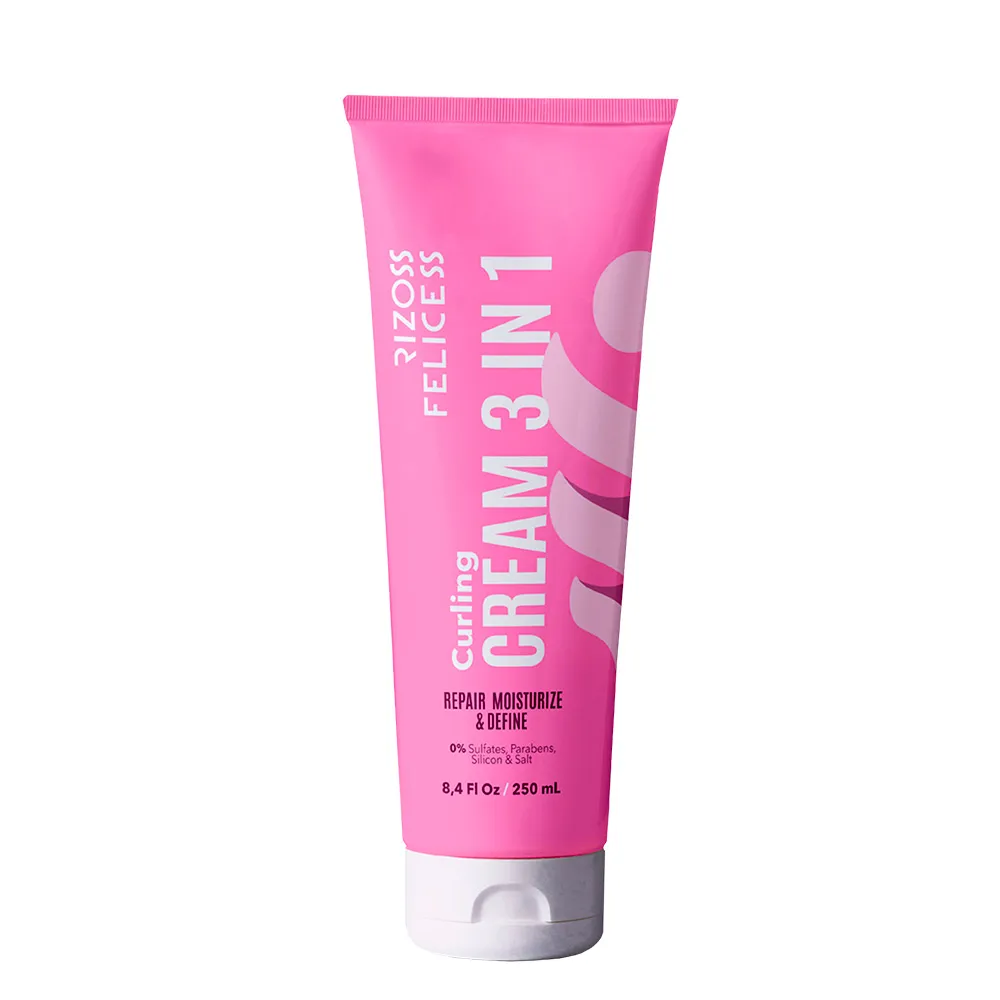 RIZOSS
FELICESS
Curling
CREAM 3 IN 1
REPAIR MOISTURIZE
& DEFINE
0% Sulfates, Parabens,
Silicon & Salt
8,4 Fl Oz / 250 mL